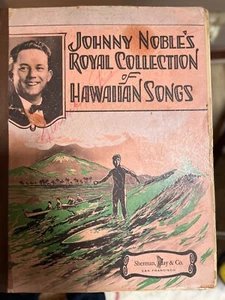 JOHNNY NOBLE'S
ROYAL COLLECTION
of
HAWAIIAN SONGS
Sherman, Clay & Co.
SAN FRANCISCO